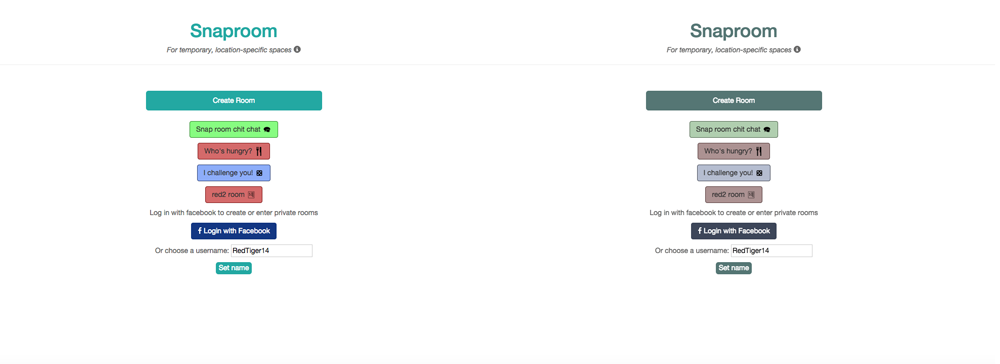 Snaproom
For temporary, location-specific spaces
Create Room
Snap room chit chat
Who's hungry?
I challenge you!
red2 room
Log in with facebook to create or enter private rooms
Login with Facebook
Or choose a username: RedTiger14
Set name
Snaproom
For temporary, location-specific spaces
Create Room
Snap room chit chat
Who's hungry?
I challenge you!
red2 room
Log in with facebook to create or enter private rooms
Login with Facebook
Or choose a username: RedTiger14
Set name